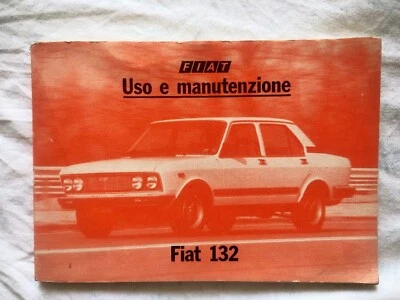 FIAT
Uso e manutenzione
Fiat 132